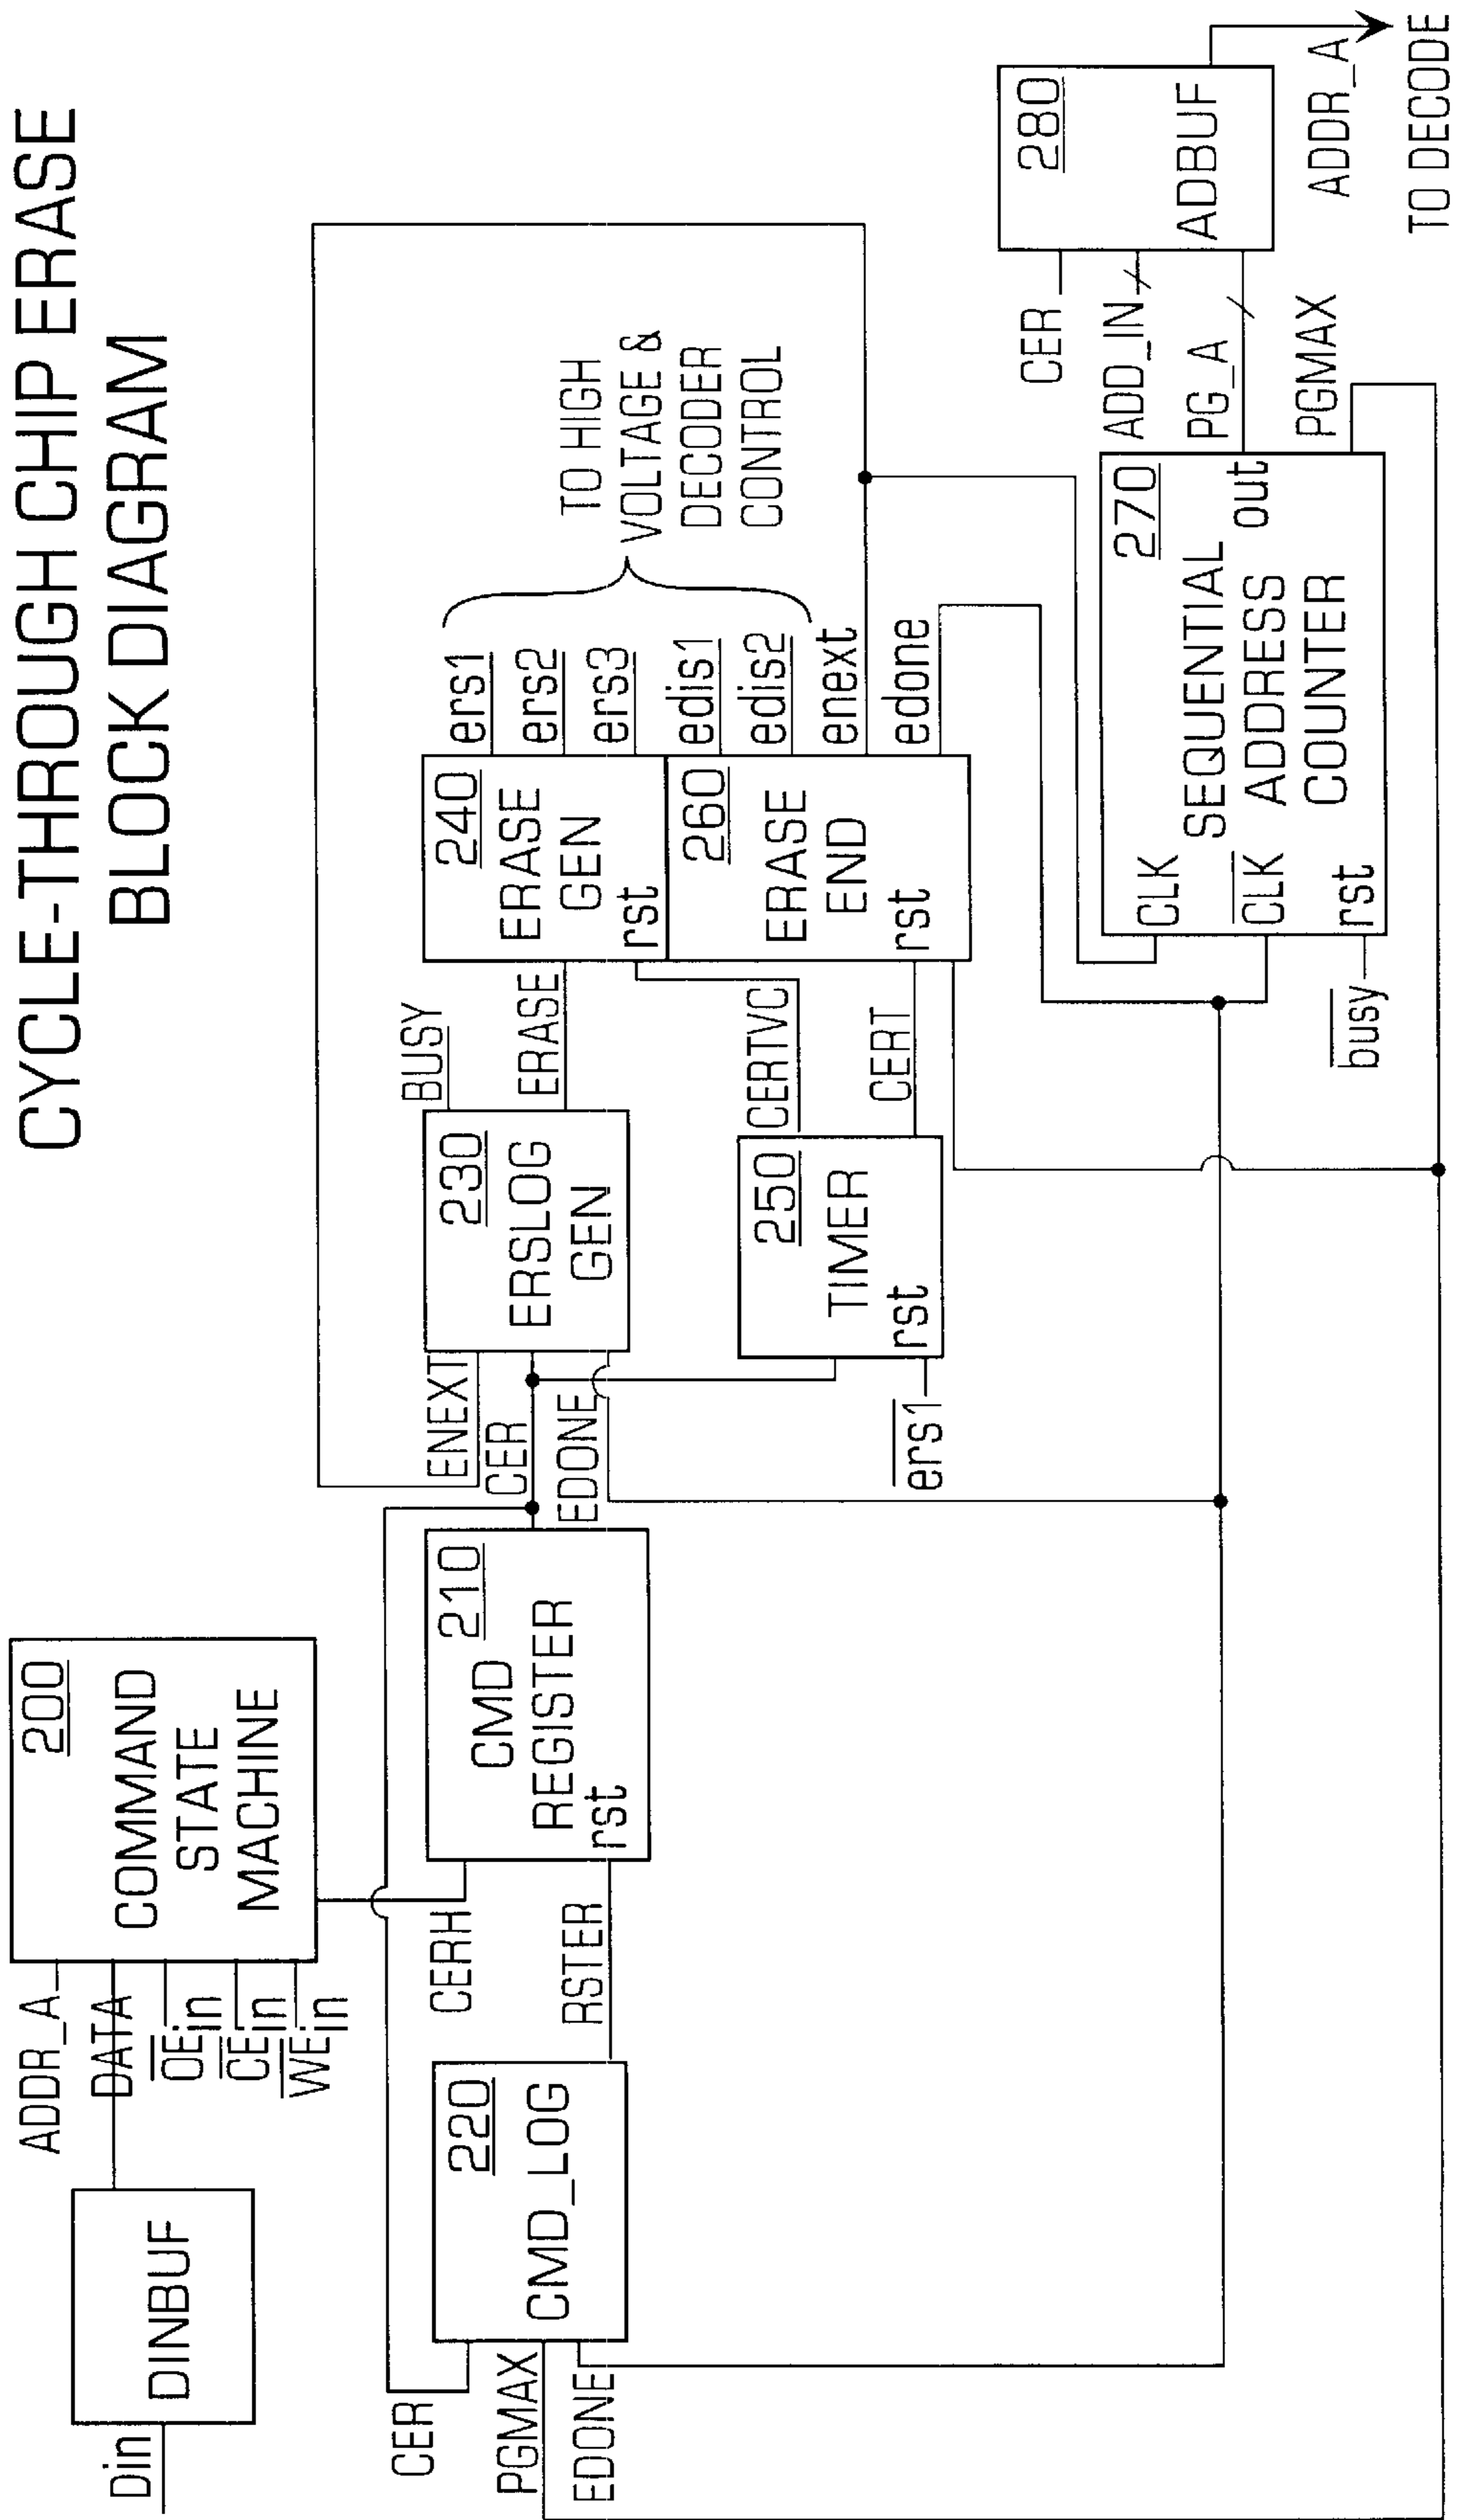 CYCLE-THROUGH CHIP ERASE
BLOCK DIAGRAM
Din
DINBUF
ADDR_A
DATA
OEin
CEin
WEin
200
COMMAND
STATE
MACHINE
CER
PGMAX
EDONE
220
CMD_LOG
CERH
RSTER
210
CMD
REGISTER
rst
ENEXT
CER
EDONE
230
ERSLOG
GEN
BUSY
ERASE
ers1
250
TIMER
rst
CERTVC
CERT
240
ERASE
GEN
rst
260
ERASE
END
rst
ers1
ers2
ers3
edis1
edis2
enext
edone
TO HIGH
VOLTAGE &
DECODER
CONTROL
busy
270
SEQUENTIAL
ADDRESS
COUNTER
CLK
CLK
rst
out
CER
ADD_IN
PG_A
PGMAX
280
ADBUF
ADDR_A
TO DECODE